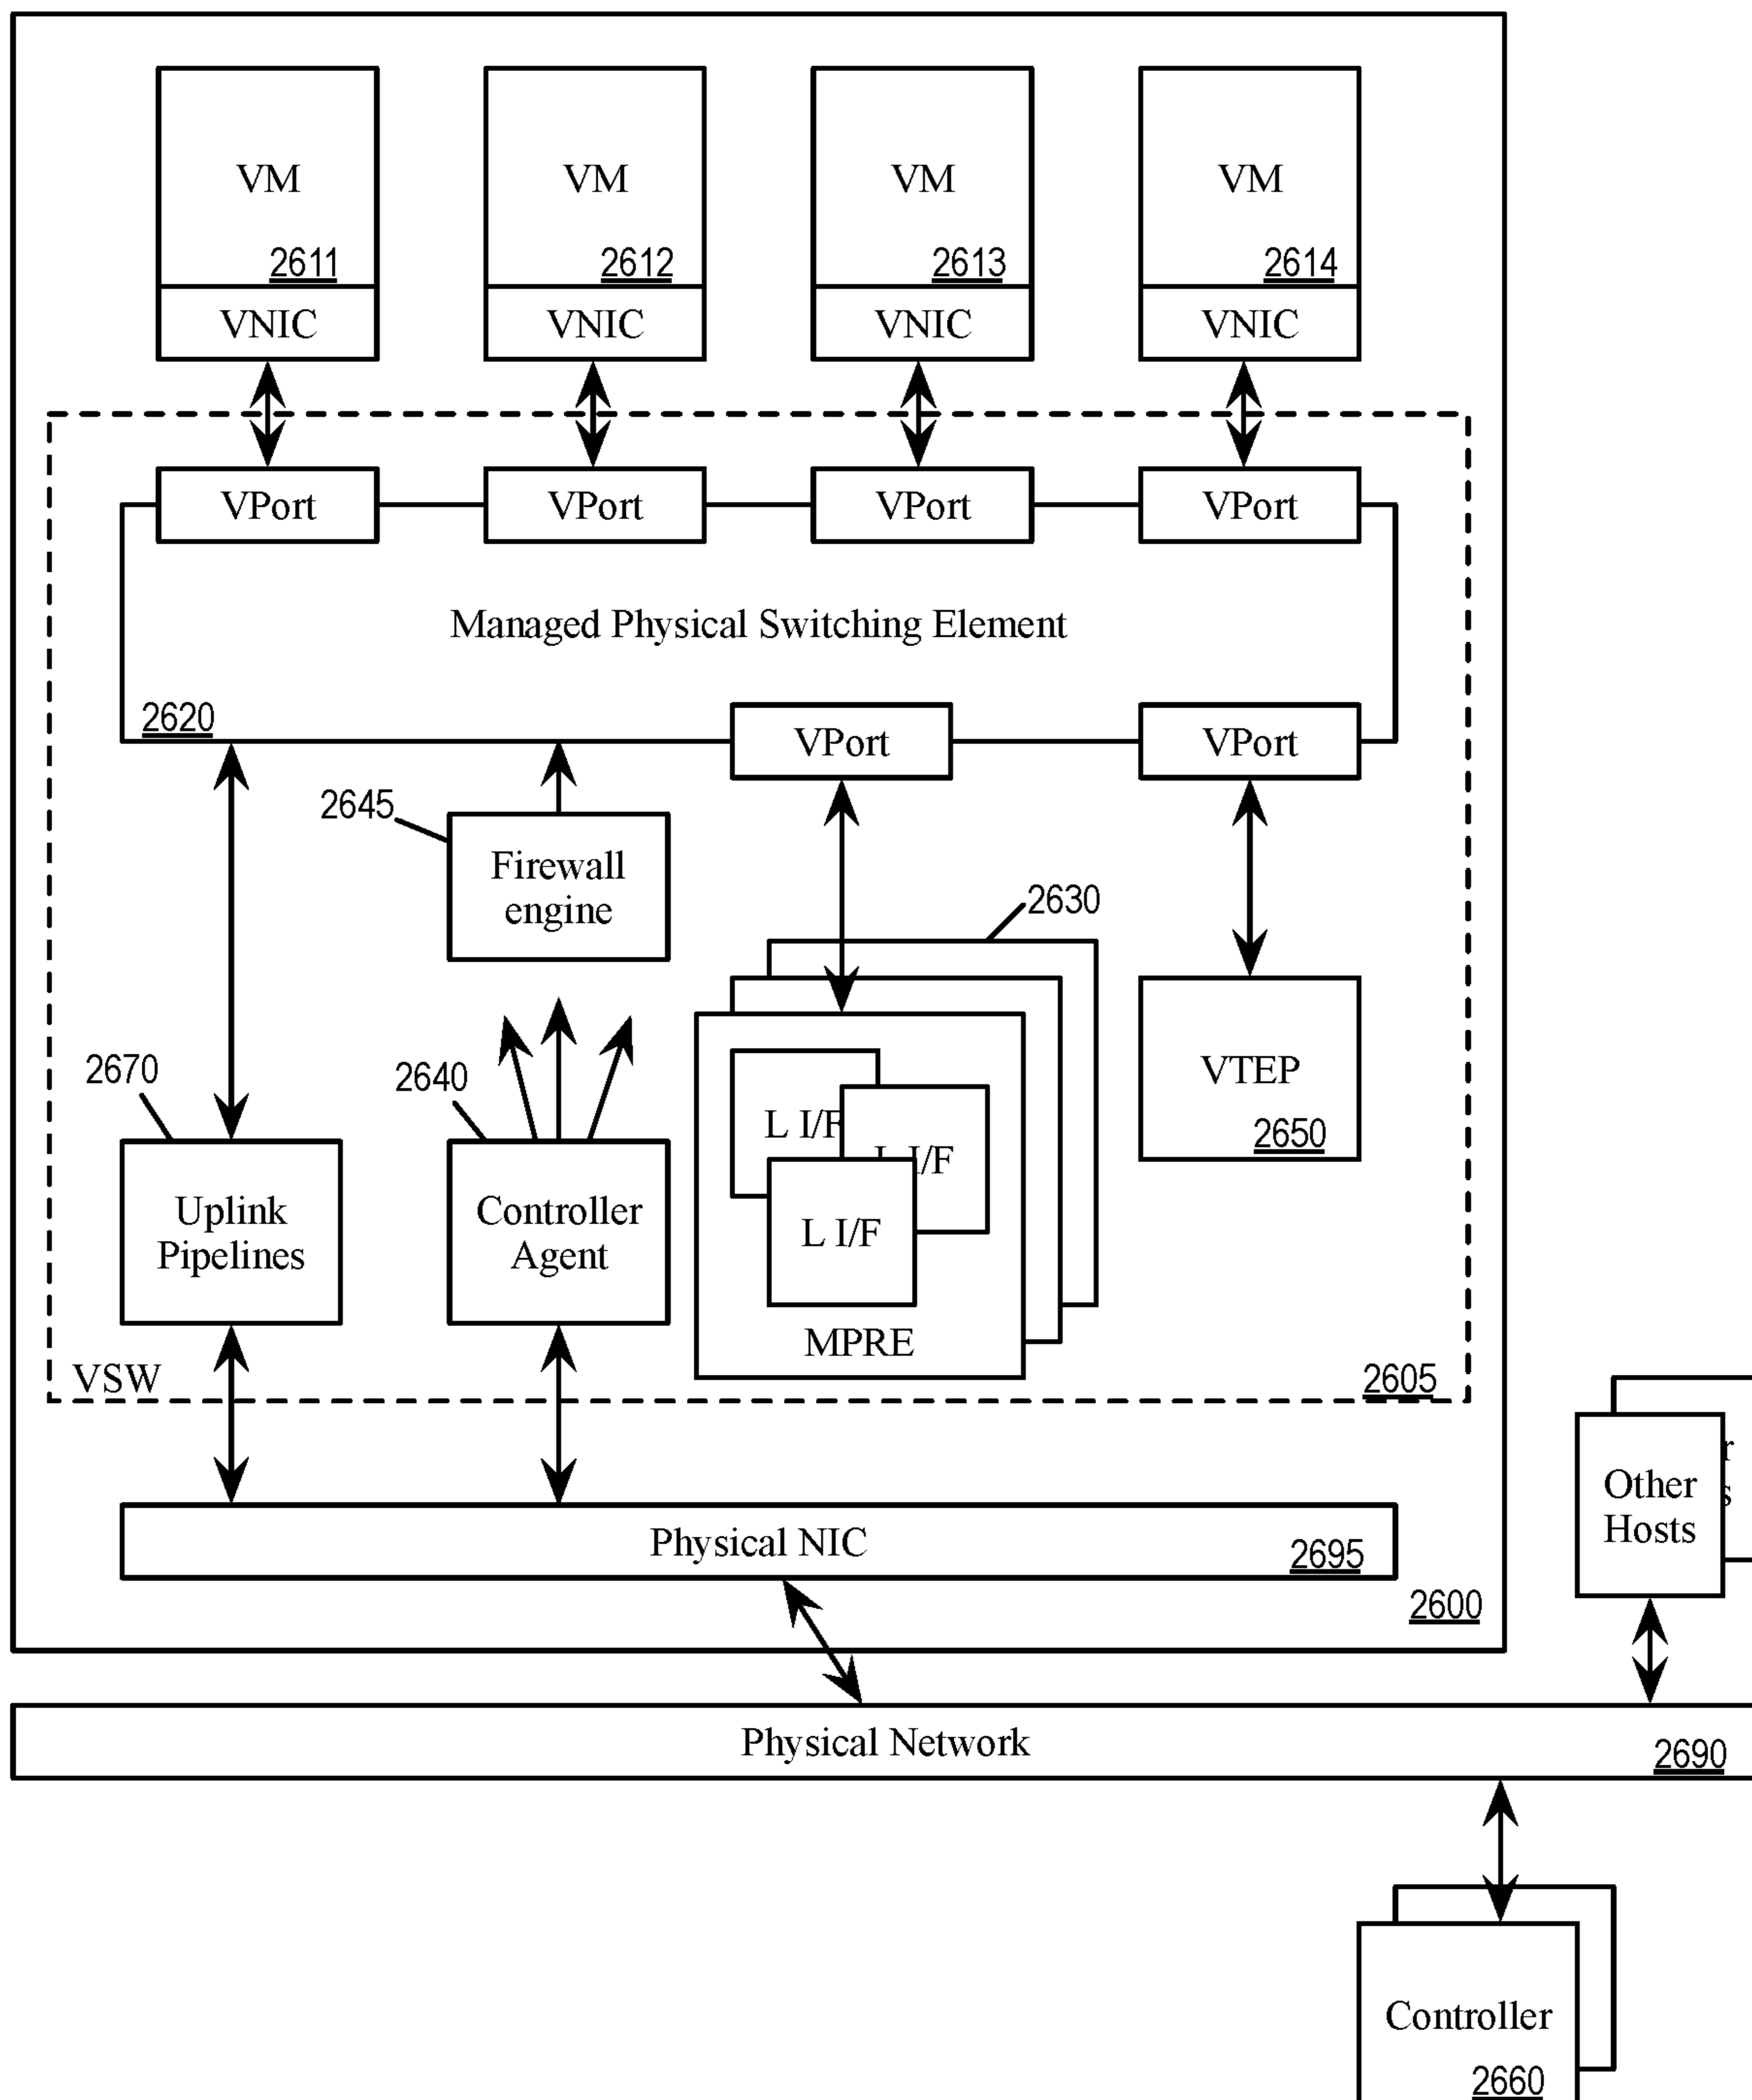 VM
2611
VNIC
VM
2612
VNIC
VM
2613
VNIC
VM
2614
VNIC
VPort
VPort
VPort
VPort
Managed Physical Switching Element
2620
VPort
VPort
2645
Firewall
engine
2630
2670
2640
Uplink
Pipelines
Controller
Agent
L I/F
I/F
L I/F
MPRE
VTEP
2650
VSW
2605
Physical NIC
2695
2600
Other
Hosts
r
s
Physical Network
2690
Controller
2660